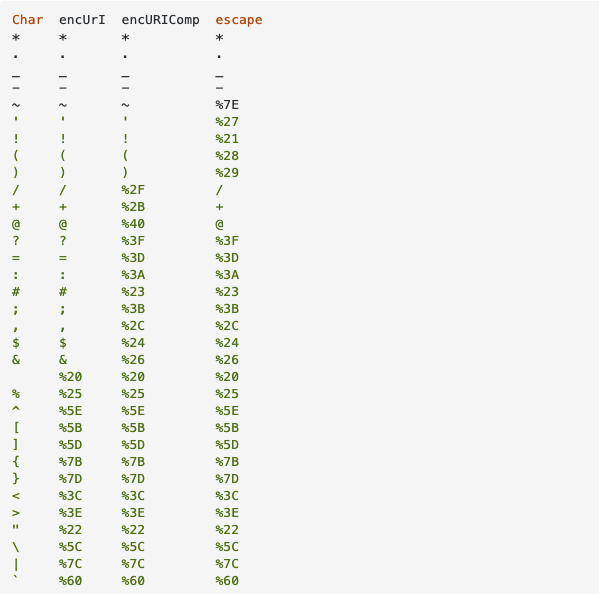 Char  encUrI  encURIComp  escape
*     *       *           *
.     .       .           .
_     _       _           _
-     -       -           -
~     ~       ~           %7E
'     '       '           %27
!     !       !           %21
(     (       (           %28
)     )       )           %29
/     /       %2F         /
+     +       %2B         +
@     @       %40         @
?     ?       %3F         %3F
=     =       %3D         %3D
:     :       %3A         %3A
#     #       %23         %23
;     ;       %3B         %3B
,     ,       %2C         %2C
$     $       %24         %24
&     &       %26         %26
      %20     %20         %20
%     %25     %25         %25
^     %5E     %5E         %5E
[     %5B     %5B         %5B
]     %5D     %5D         %5D
{     %7B     %7B         %7B
}     %7D     %7D         %7D
<     %3C     %3C         %3C
>     %3E     %3E         %3E
"     %22     %22         %22
\     %5C     %5C         %5C
|     %7C     %7C         %7C
`     %60     %60         %60